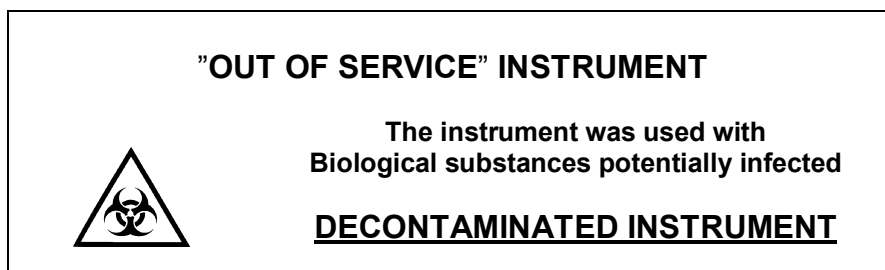 ”OUT OF SERVICE” INSTRUMENT
The instrument was used with
Biological substances potentially infected
DECONTAMINATED INSTRUMENT